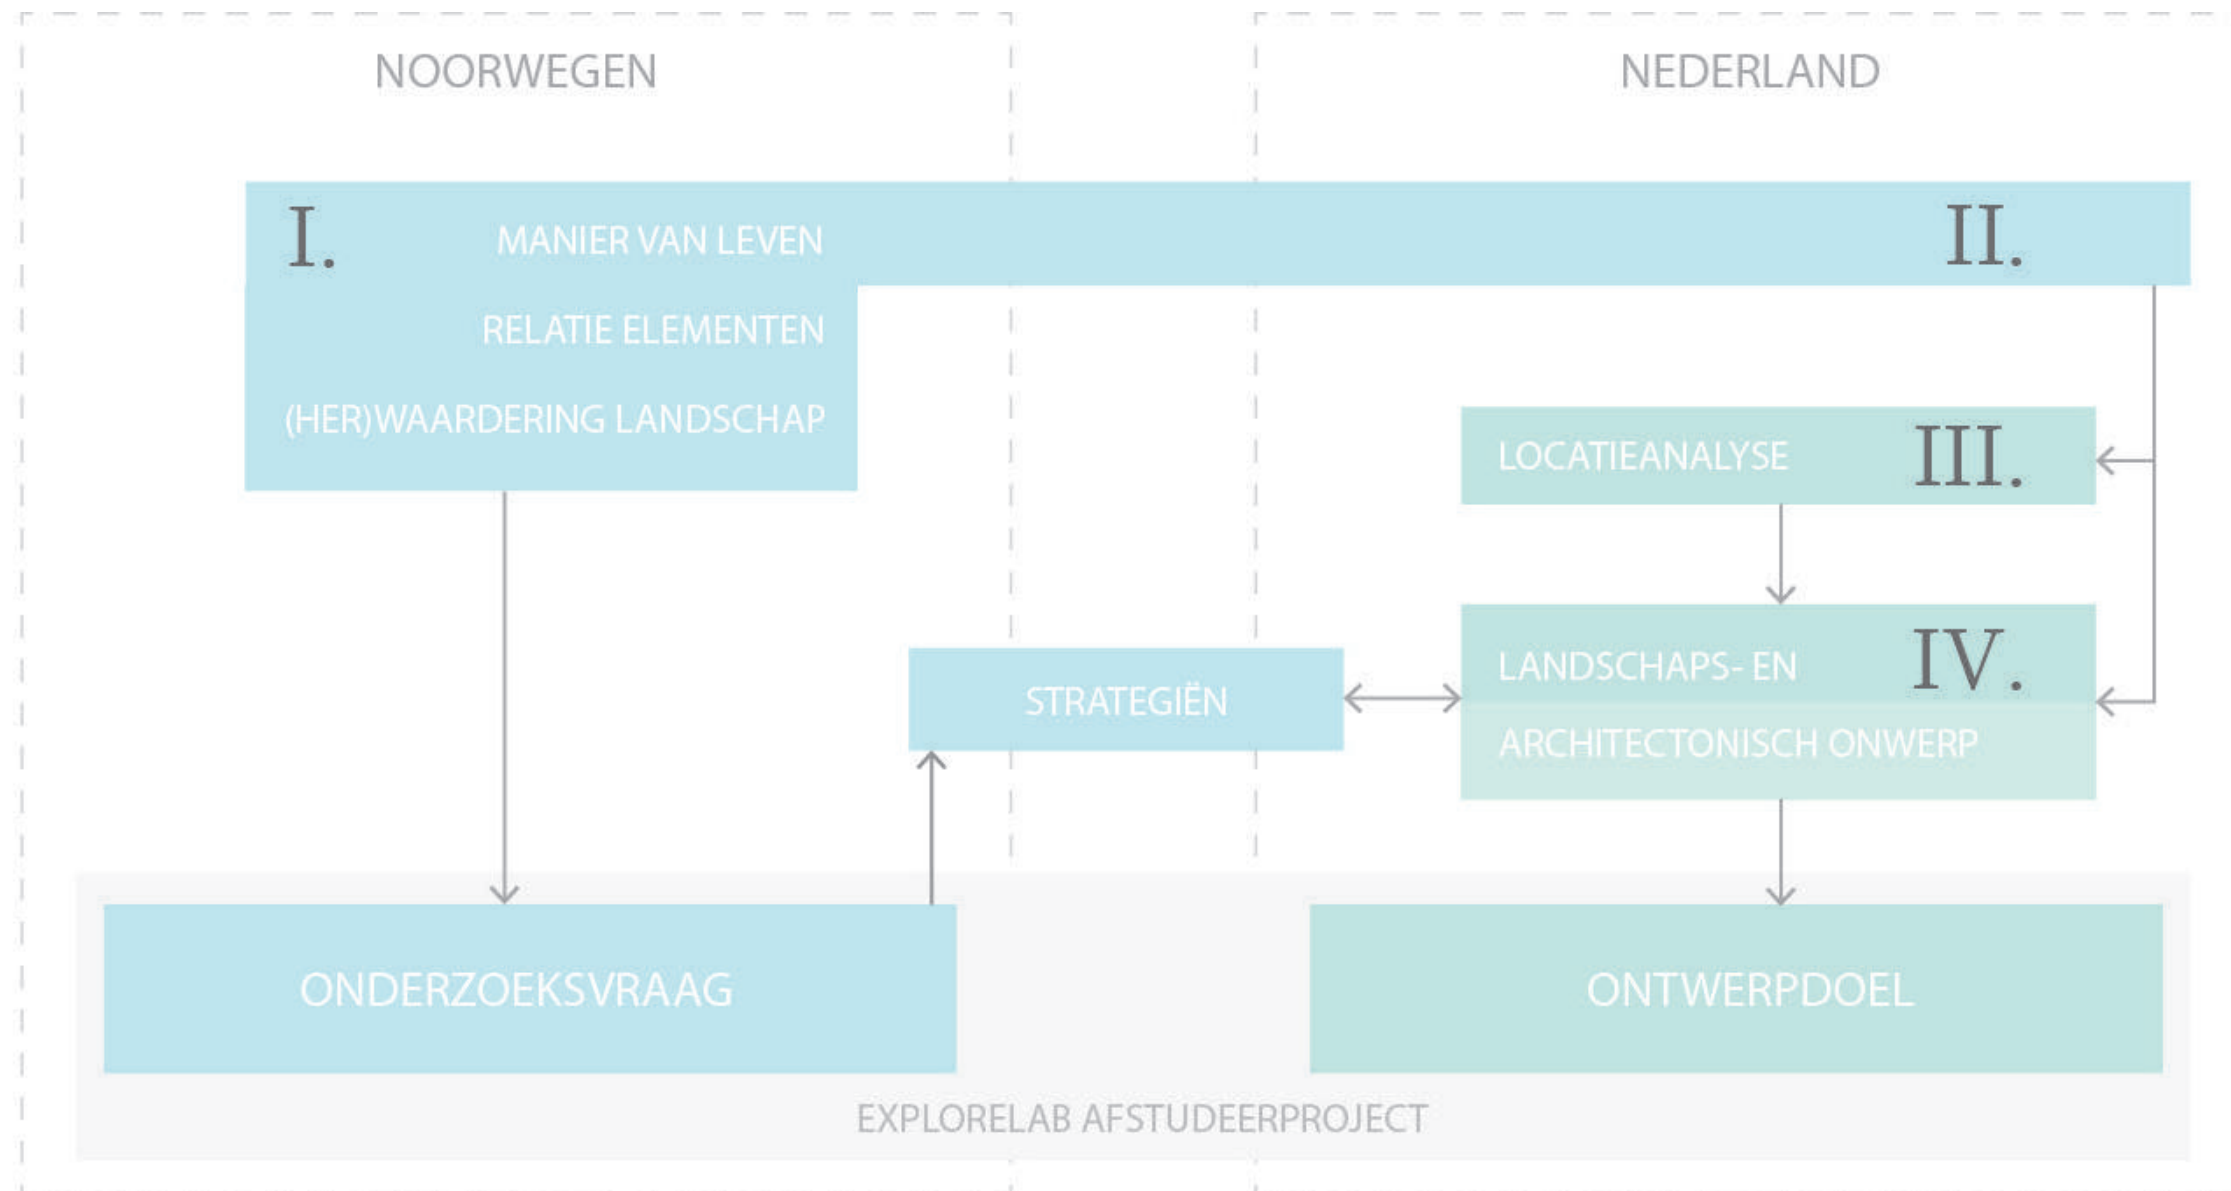 NOORWEGEN
NEDERLAND
I.
MANIER VAN LEVEN
II.
RELATIE ELEMENTEN
(HER)WAARDERING LANDSCHAP
LOCATIEANALYSE
III.
LANDSCHAPS- EN
IV.
ARCHITECTONISCH ONWERP
STRATEGIËN
ONDERZOEKSVRAAG
ONTWERPDOEL
EXPLORELAB AFSTUDEERPROJECT